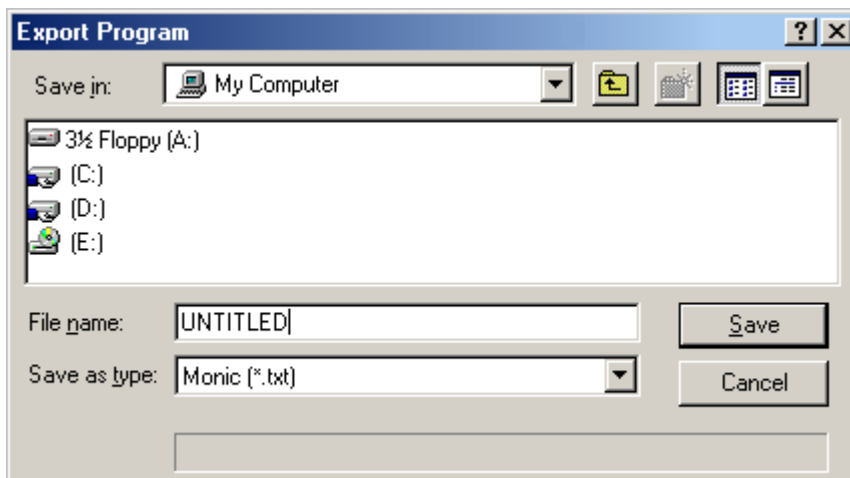 Export Program
Save in: My Computer
3½ Floppy (A:)
(C:)
(D:)
(E:)
File name: UNTITLED
Save
Save as type: Monic (*.txt)
Cancel